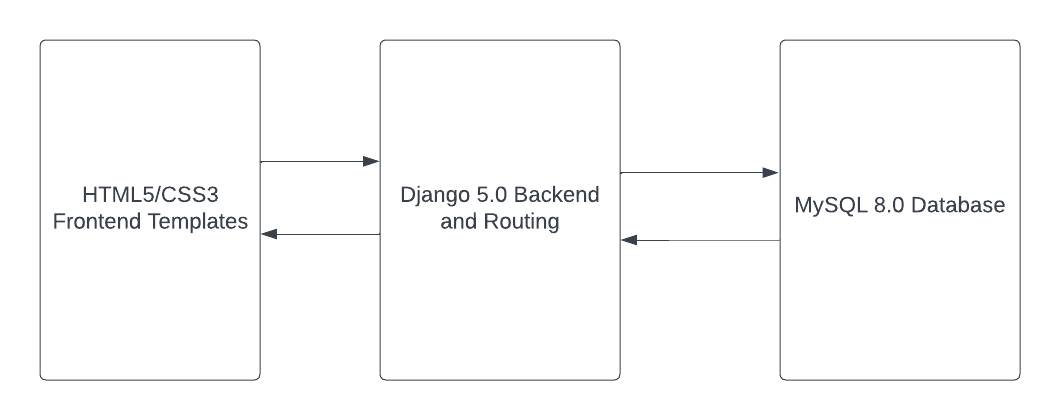 HTML5/CSS3
Frontend Templates
Django 5.0 Backend
and Routing
MySQL 8.0 Database